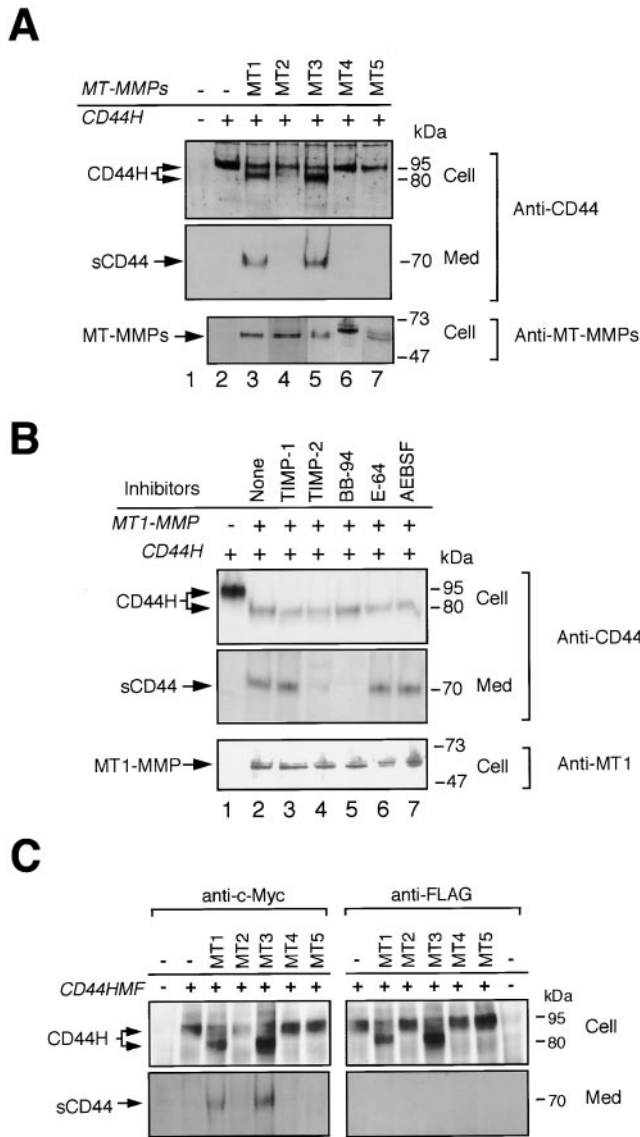 A
MT-MMPs - - MT1 MT2 MT3 MT4 MT5
CD44H - + + + + + +
kDa
CD44H 95 Cell
80
Anti-CD44
sCD44 -70 Med
-73
MT-MMPs Cell Anti-MT-MMPs
-47
1 2 3 4 5 6 7
B
Inhibitors None TIMP-1 TIMP-2 BB-94 E-64 AEBSF
MT1-MMP - + + + + + +
CD44H + + + + + + +
kDa
CD44H -95 Cell
-80
Anti-CD44
sCD44 -70 Med
-73
MT1-MMP Cell Anti-MT1
-47
1 2 3 4 5 6 7
C
anti-c-Myc anti-FLAG
- - MT1 MT2 MT3 MT4 MT5 - MT1 MT2 MT3 MT4 MT5 -
CD44HMF - + + + + + + + + + + + + -
kDa
CD44H -95 Cell
-80
sCD44 -70 Med